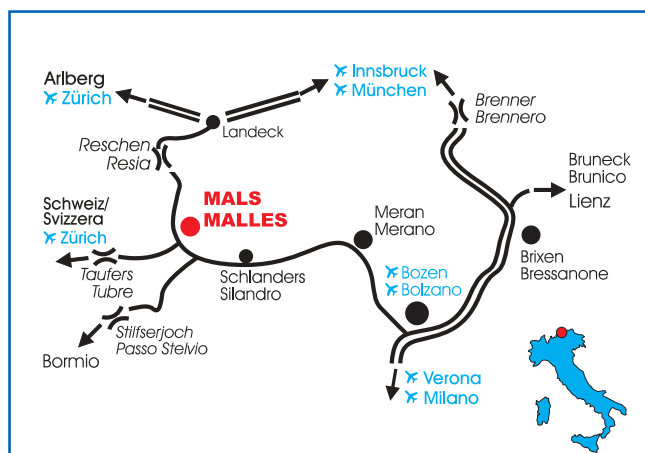 Arlberg
Zürich
Innsbruck
München
Landeck
Brenner
Brennero
Reschen
Resia
Bruneck
Brunico
Lienz
Schweiz/
Svizzera
Zürich
MALS
MALLES
Meran
Merano
Taufers
Tubre
Schlanders
Silandro
Bozen
Bolzano
Brixen
Bressanone
Stilfserjoch
Passo Stelvio
Bormio
Verona
Milano